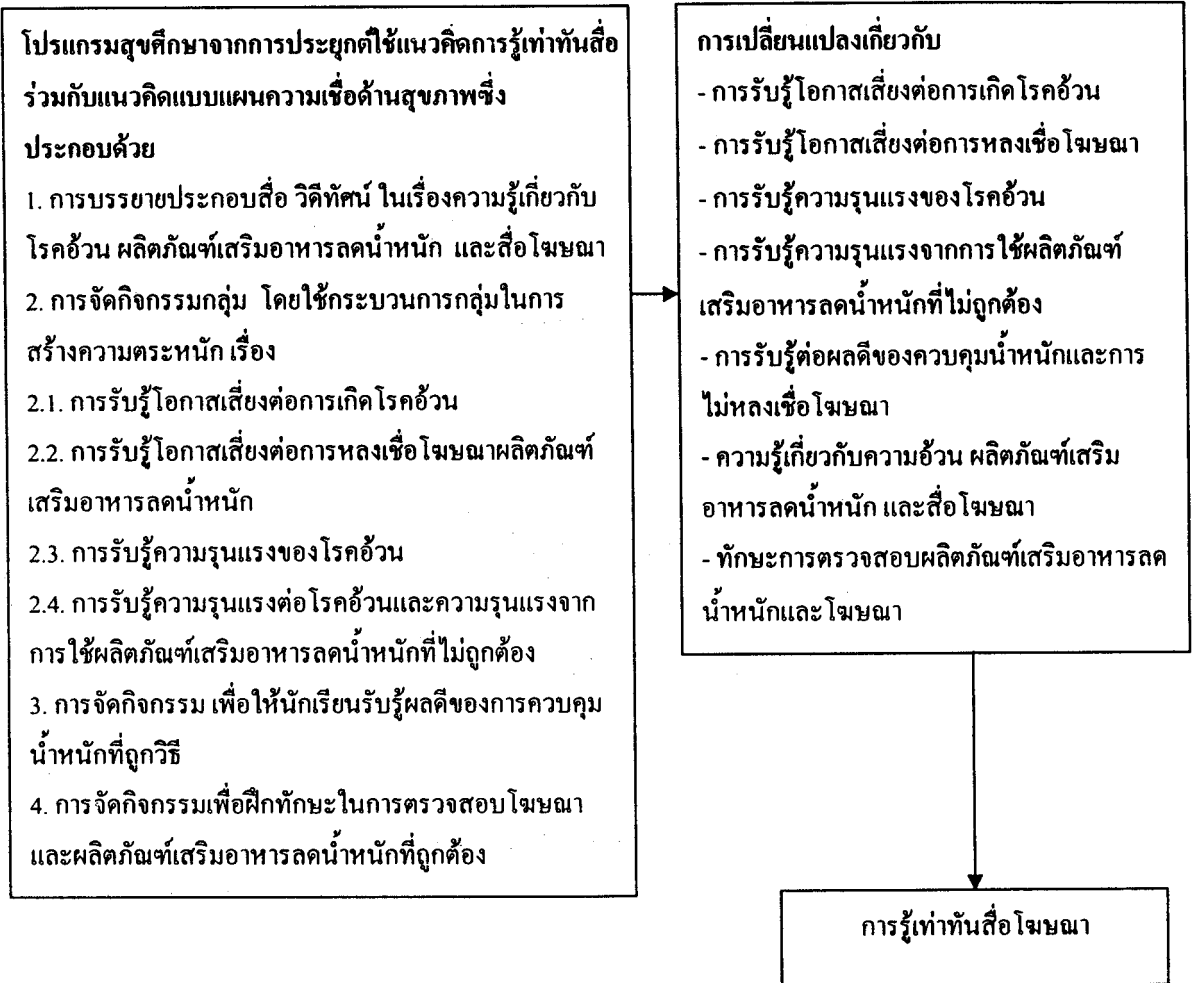 โปรแกรมสุขศึกษาจากการประยุกต์ใช้แนวคิดการรู้เท่าทันสื่อ
ร่วมกับแนวคิดแบบแผนความเชื่อด้านสุขภาพซึ่ง
ประกอบด้วย
1. การบรรยายประกอบสื่อ วิดีทัศน์ ในเรื่องความรู้เกี่ยวกับ
โรคอ้วน ผลิตภัณฑ์เสริมอาหารลดน้ำหนัก และสื่อโฆษณา
2. การจัดกิจกรรมกลุ่ม โดยใช้กระบวนการกลุ่มในการ
สร้างความตระหนัก เรื่อง
2.1. การรับรู้โอกาสเสี่ยงต่อการเกิดโรคอ้วน
2.2. การรับรู้โอกาสเสี่ยงต่อการหลงเชื่อโฆษณาผลิตภัณฑ์
เสริมอาหารลดน้ำหนัก
2.3. การรับรู้ความรุนแรงของโรคอ้วน
2.4. การรับรู้ความรุนแรงต่อโรคอ้วนและความรุนแรงจาก
การใช้ผลิตภัณฑ์เสริมอาหารลดน้ำหนักที่ไม่ถูกต้อง
3. การจัดกิจกรรม เพื่อให้นักเรียนรับรู้ผลดีของการควบคุม
น้ำหนักที่ถูกวิธี
4. การจัดกิจกรรมเพื่อฝึกทักษะในการตรวจสอบโฆษณา
และผลิตภัณฑ์เสริมอาหารลดน้ำหนักที่ถูกต้อง
การเปลี่ยนแปลงเกี่ยวกับ
- การรับรู้โอกาสเสี่ยงต่อการเกิดโรคอ้วน
- การรับรู้โอกาสเสี่ยงต่อการหลงเชื่อโฆษณา
- การรับรู้ความรุนแรงของโรคอ้วน
- การรับรู้ความรุนแรงจากการใช้ผลิตภัณฑ์
เสริมอาหารลดน้ำหนักที่ไม่ถูกต้อง
- การรับรู้ต่อผลดีของควบคุมน้ำหนักและการ
ไม่หลงเชื่อโฆษณา
- ความรู้เกี่ยวกับความอ้วน ผลิตภัณฑ์เสริม
อาหารลดน้ำหนัก และสื่อโฆษณา
- ทักษะการตรวจสอบผลิตภัณฑ์เสริมอาหารลด
น้ำหนักและโฆษณา
การรู้เท่าทันสื่อโฆษณา